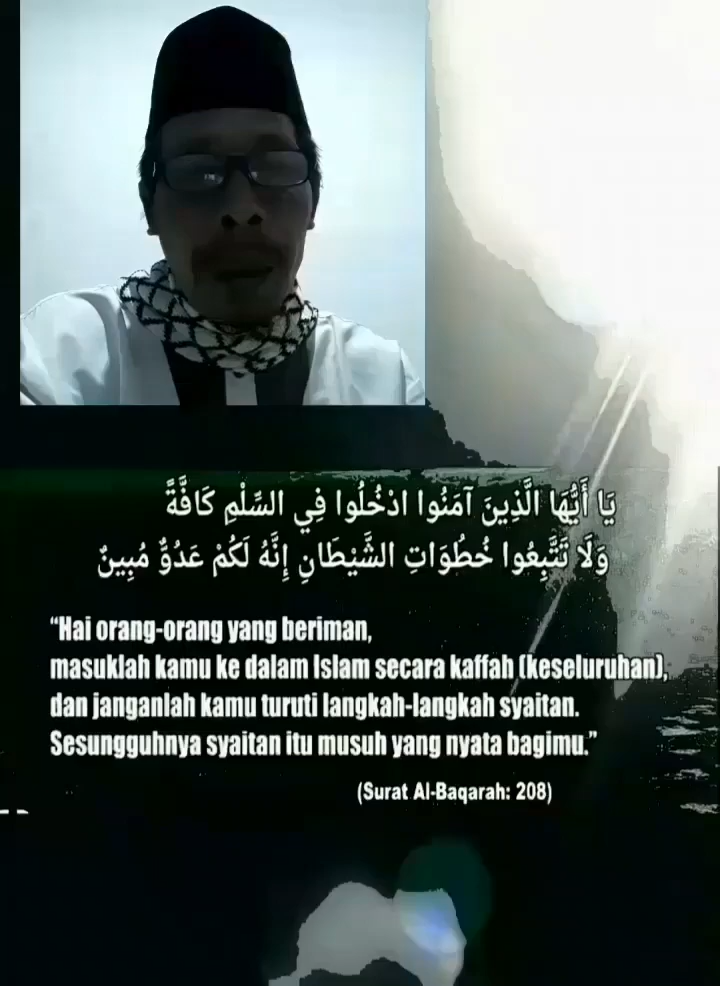 يَا أَيُّهَا الَّذِينَ آمَنُوا ادْخُلُوا فِي السِّلْمِ كَافَّةً
وَلَا تَتَّبِعُوا خُطُوَاتِ الشَّيْطَانِ إِنَّهُ لَكُمْ عَدُوٌّ مُبِينٌ
“Hai orang-orang yang beriman,
masuklah kamu ke dalam Islam secara kaffah (keseluruhan),
dan janganlah kamu turuti langkah-langkah syaitan.
Sesungguhnya syaitan itu musuh yang nyata bagimu.”
(Surat Al-Baqarah: 208)